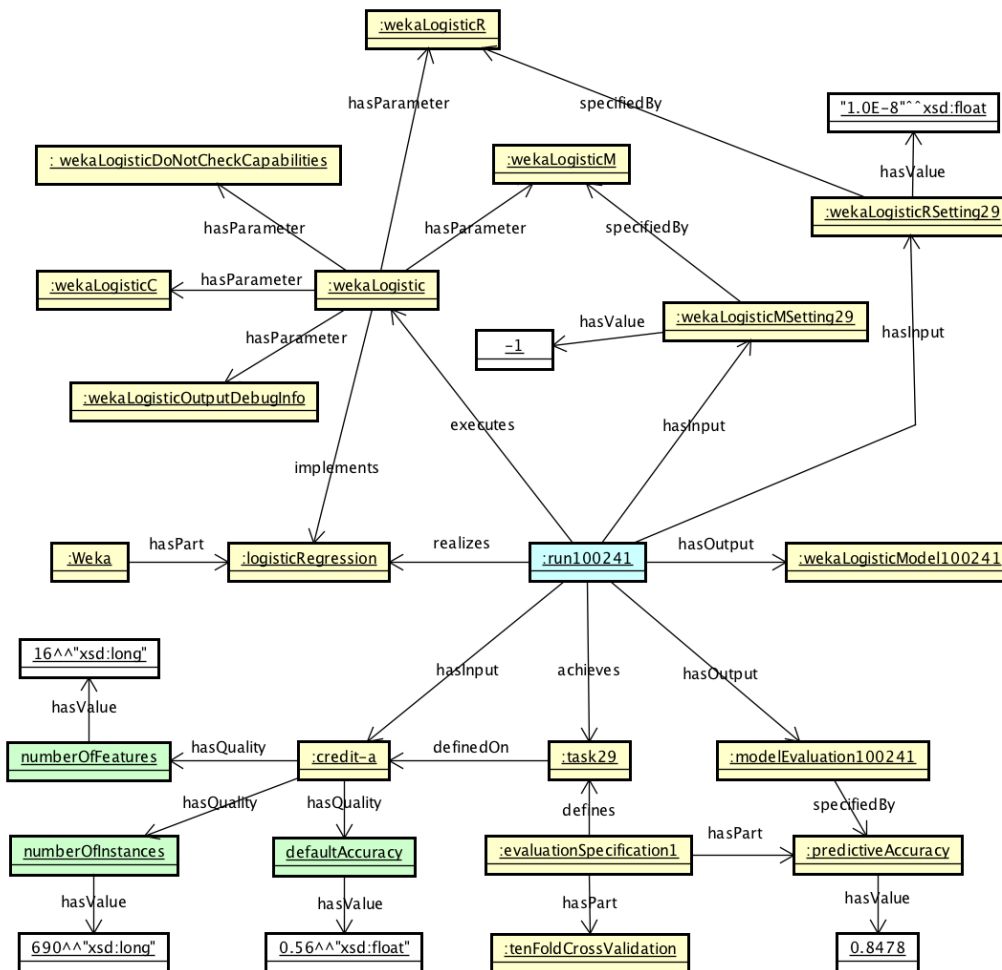 :wekaLogisticR
hasParameter
specifiedBy
"1.0E-8"^^xsd:float
hasValue
: wekaLogisticDoNotCheckCapabilities
:wekaLogisticM
:wekaLogisticRSetting29
hasParameter
hasParameter
specifiedBy
:wekaLogisticC
hasParameter
:wekaLogistic
:wekaLogisticMSetting29
hasInput
hasParameter
hasValue
-1
:wekaLogisticOutputDebugInfo
executes
hasInput
implements
:Weka
hasPart
:logisticRegression
realizes
:run100241
hasOutput
:wekaLogisticModel100241
16^^"xsd:long"
hasValue
hasInput
achieves
hasOutput
numberOfFeatures
hasQuality
:credit-a
definedOn
:task29
:modelEvaluation100241
hasQuality
hasQuality
defines
specifiedBy
numberOfInstances
defaultAccuracy
:evaluationSpecification1
hasPart
:predictiveAccuracy
hasValue
hasValue
hasPart
hasValue
690^^"xsd:long"
0.56^^"xsd:float"
:tenFoldCrossValidation
0.8478